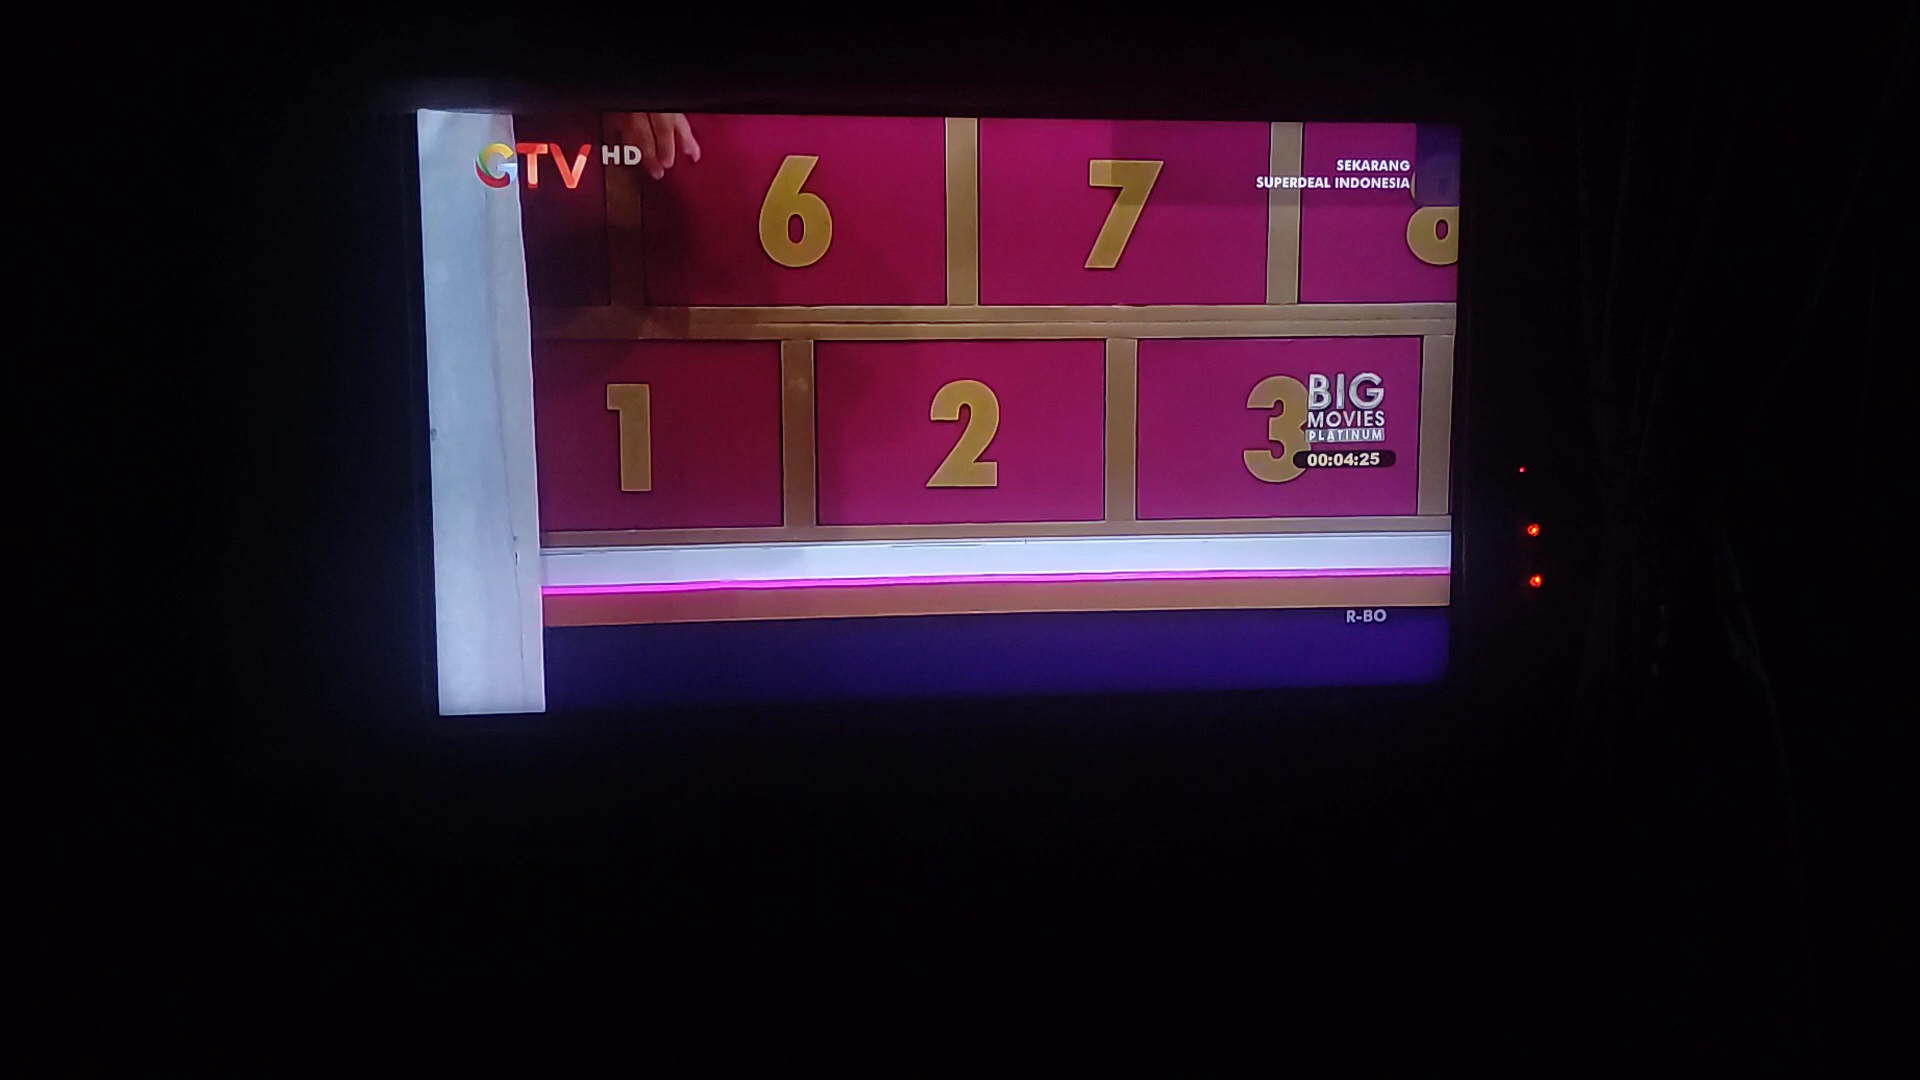 GTV HD
SEKARANG
SUPERDEAL INDONESIA
6 7
1 2 3
BIG
MOVIES
PLATINUM
00:04:25
R-BO